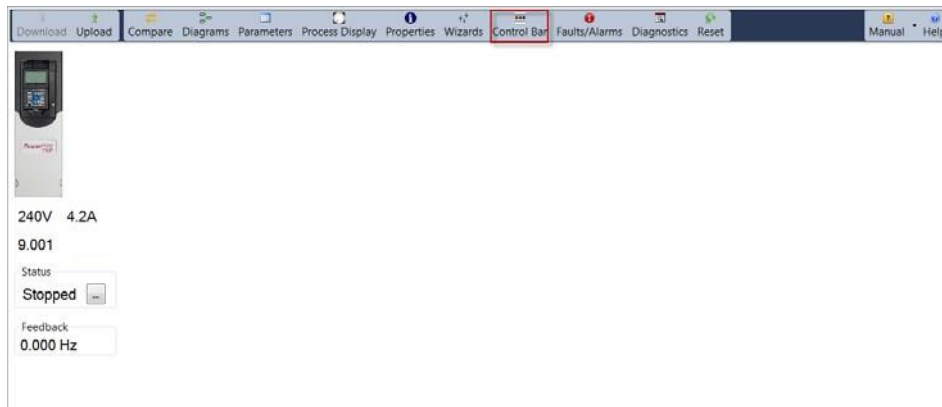 Download Upload Compare Diagrams Parameters Process Display Properties Wizards Control Bar Faults/Alarms Diagnostics Reset Manual Help
240V 4.2A
9.001
Status
Stopped ...
Feedback
0.000 Hz